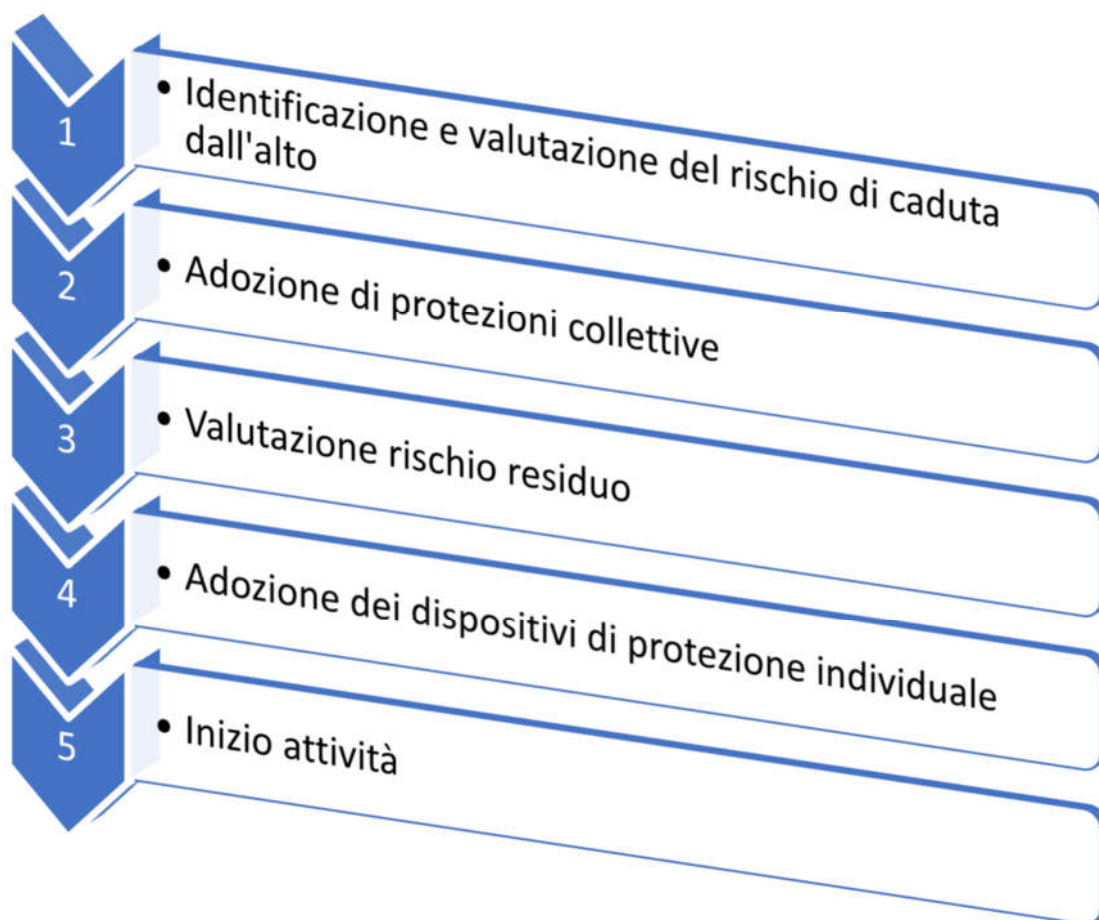 1
• Identificazione e valutazione del rischio di caduta
dall'alto
2
• Adozione di protezioni collettive
3
• Valutazione rischio residuo
4
• Adozione dei dispositivi di protezione individuale
5
• Inizio attività